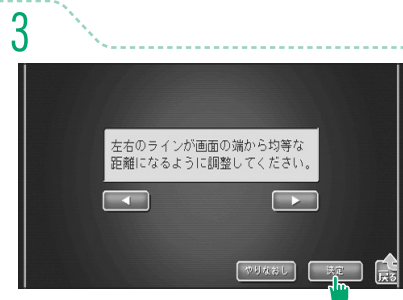 3
左右のラインが画面の端から均等な
距離になるように調整してください。
やりなおし
決定
戻る